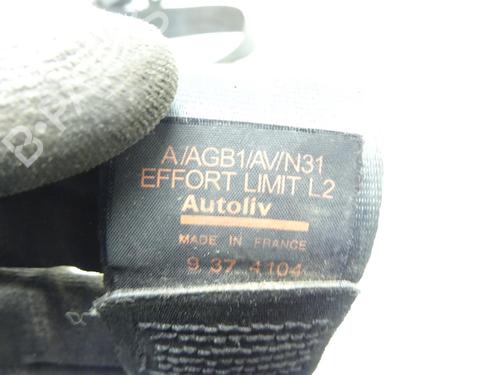 A/AGB1/AV/N31
EFFORT LIMIT L2
Autoliv
MADE IN FRANCE
9 37 4104